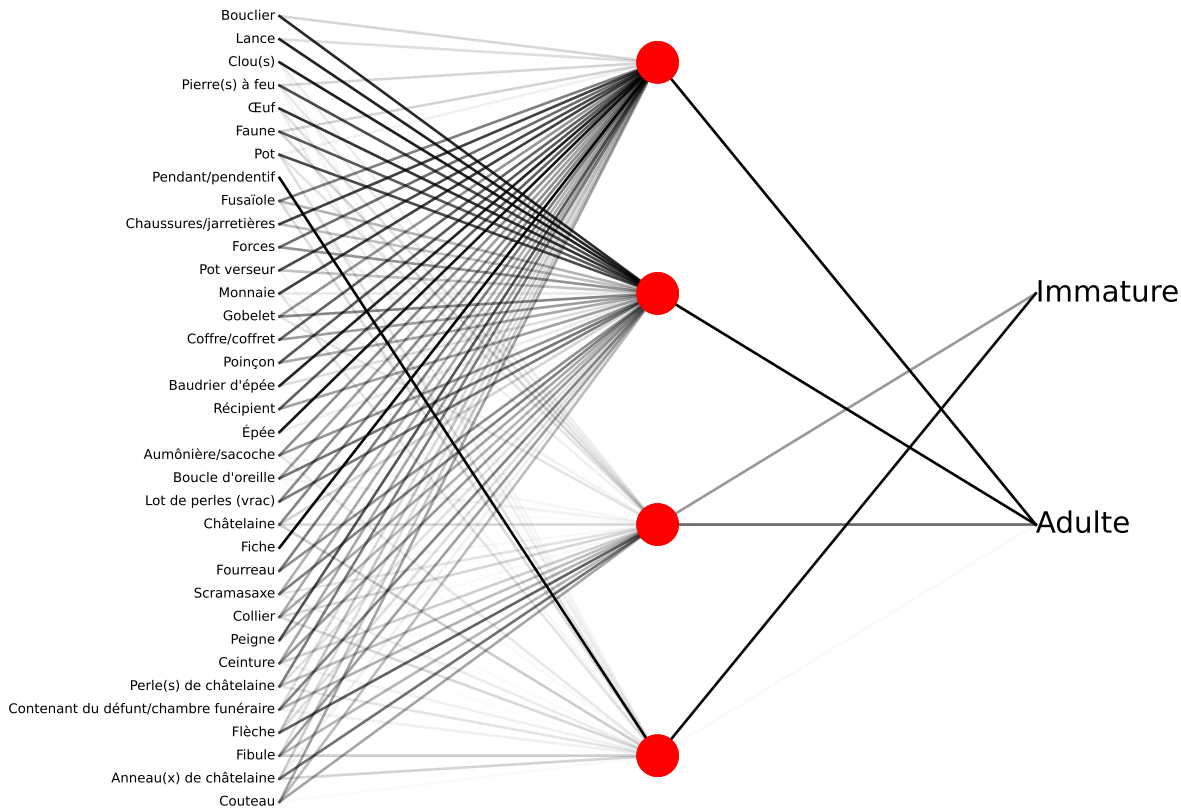 Bouclier
Lance
Clou(s)
Pierre(s) à feu
Œuf
Faune
Pot
Pendant/pendentif
Fusaïole
Chaussures/jarretières
Forces
Pot verseur
Monnaie
Gobelet
Coffre/coffret
Poinçon
Baudrier d'épée
Récipient
Épée
Aumônière/sacoche
Boucle d'oreille
Lot de perles (vrac)
Châtelaine
Fiche
Fourreau
Scramasaxe
Collier
Peigne
Ceinture
Perle(s) de châtelaine
Contenant du défunt/chambre funéraire
Flèche
Fibule
Anneau(x) de châtelaine
Couteau
Immature
Adulte